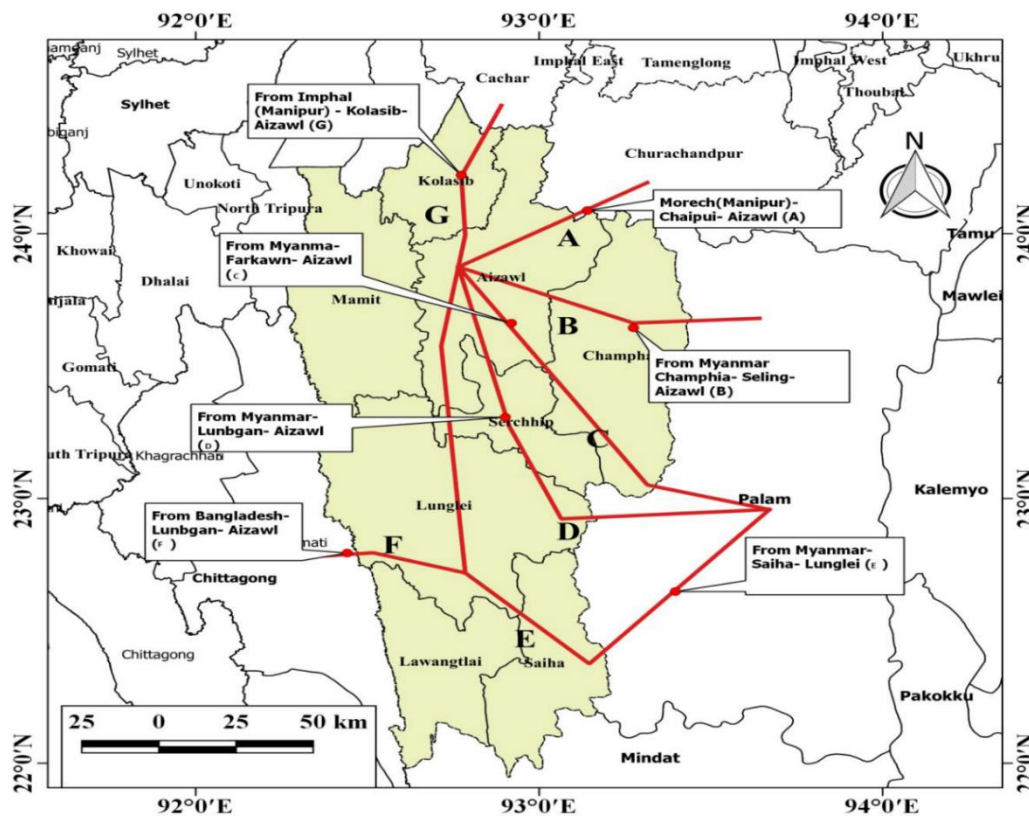 92°0′E 93°0′E 94°0′E
Sylhet
Imphal East
Tamenglong
Imphal West
Ukhru
Cachar
Thoubal
Sylhet
From Imphal
(Manipur) - Kolasib-
Aizawl (G)
N
Churachandpur
Unokoti
Kolasib
Morech(Manipur)-
Chaipui- Aizawl (A)
North Tripura
G
24°0′N
A
24°0′N
Khowai
From Myanma-
Farkawn- Aizawl
(C)
Tamu
Dhalai
Aizawl
Mamit
Mawlei
B
Champha
Gomati
From Myanmar
Champhia- Seling-
Aizawl (B)
From Myanmar-
Lunbgan- Aizawl
(D)
Serchhip
C
uth Tripura
Khagrachhari
23°0′N
Lunglei
Palam
Kalemyo
23°0′N
From Bangladesh-
Lunbgan- Aizawl
(F)
mati
F
D
From Myanmar-
Saiha- Lunglei (E)
Chittagong
E
Chittagong
Lawangtlai
Saiha
Pakokku
25 0 25 50 km
Mindat
22°0′N
22°0′N
92°0′E 93°0′E 94°0′E